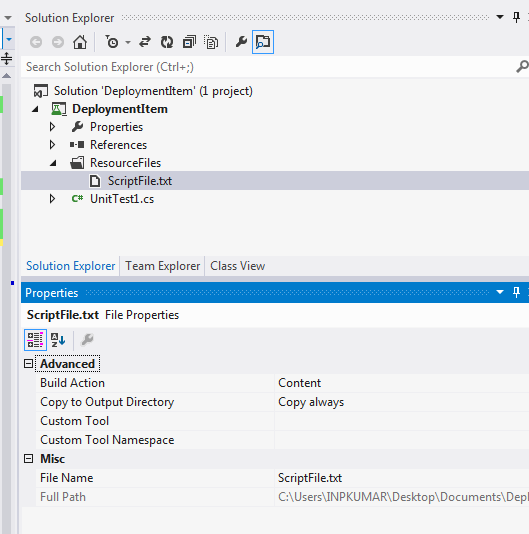 Solution Explorer
Search Solution Explorer (Ctrl+;)
Solution 'DeploymentItem' (1 project)
DeploymentItem
Properties
References
ResourceFiles
ScriptFile.txt
C# UnitTest1.cs
Solution Explorer Team Explorer Class View
Properties
ScriptFile.txt File Properties
Advanced
Build Action Content
Copy to Output Directory Copy always
Custom Tool
Custom Tool Namespace
Misc
File Name ScriptFile.txt
Full Path C:\Users\INPKUMAR\Desktop\Documents\Depl